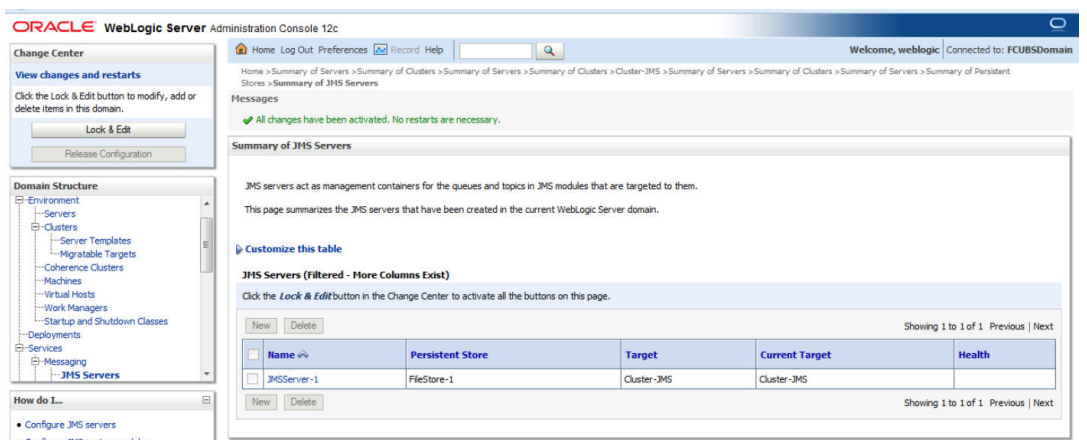 ORACLE WebLogic Server Administration Console 12c
Change Center
View changes and restarts
Click the Lock & Edit button to modify, add or
delete items in this domain.
Lock & Edit
Release Configuration
Domain Structure
Environment
Servers
Clusters
Server Templates
Migratable Targets
Coherence Clusters
Machines
Virtual Hosts
Work Managers
Startup and Shutdown Classes
Deployments
Services
Messaging
JMS Servers
How do I...
Configure JMS servers
Home Log Out Preferences Record Help
Welcome, weblogic Connected to: FCUBSDomain
Home >Summary of Servers >Summary of Clusters >Summary of Servers >Summary of Clusters >Cluster-JMS >Summary of Servers >Summary of Clusters >Summary of Servers >Summary of Persistent
Stores >Summary of JMS Servers
Messages
All changes have been activated. No restarts are necessary.
Summary of JMS Servers
JMS servers act as management containers for the queues and topics in JMS modules that are targeted to them.
This page summarizes the JMS servers that have been created in the current WebLogic Server domain.
Customize this table
JMS Servers (Filtered - More Columns Exist)
Click the Lock & Edit button in the Change Center to activate all the buttons on this page.
New Delete Showing 1 to 1 of 1 Previous | Next
Name Persistent Store Target Current Target Health
JMSServer-1 FileStore-1 Cluster-JMS Cluster-JMS
New Delete Showing 1 to 1 of 1 Previous | Next